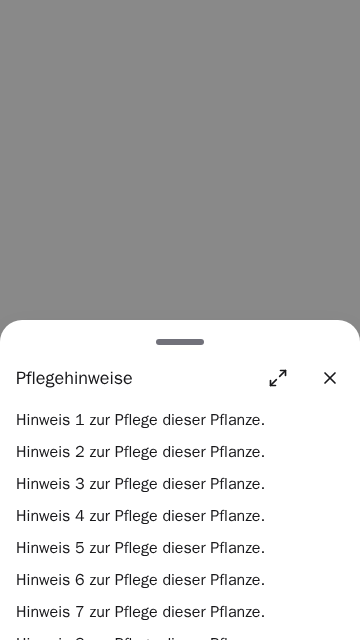 Pflegehinweise
Hinweis 1 zur Pflege dieser Pflanze.
Hinweis 2 zur Pflege dieser Pflanze.
Hinweis 3 zur Pflege dieser Pflanze.
Hinweis 4 zur Pflege dieser Pflanze.
Hinweis 5 zur Pflege dieser Pflanze.
Hinweis 6 zur Pflege dieser Pflanze.
Hinweis 7 zur Pflege dieser Pflanze.